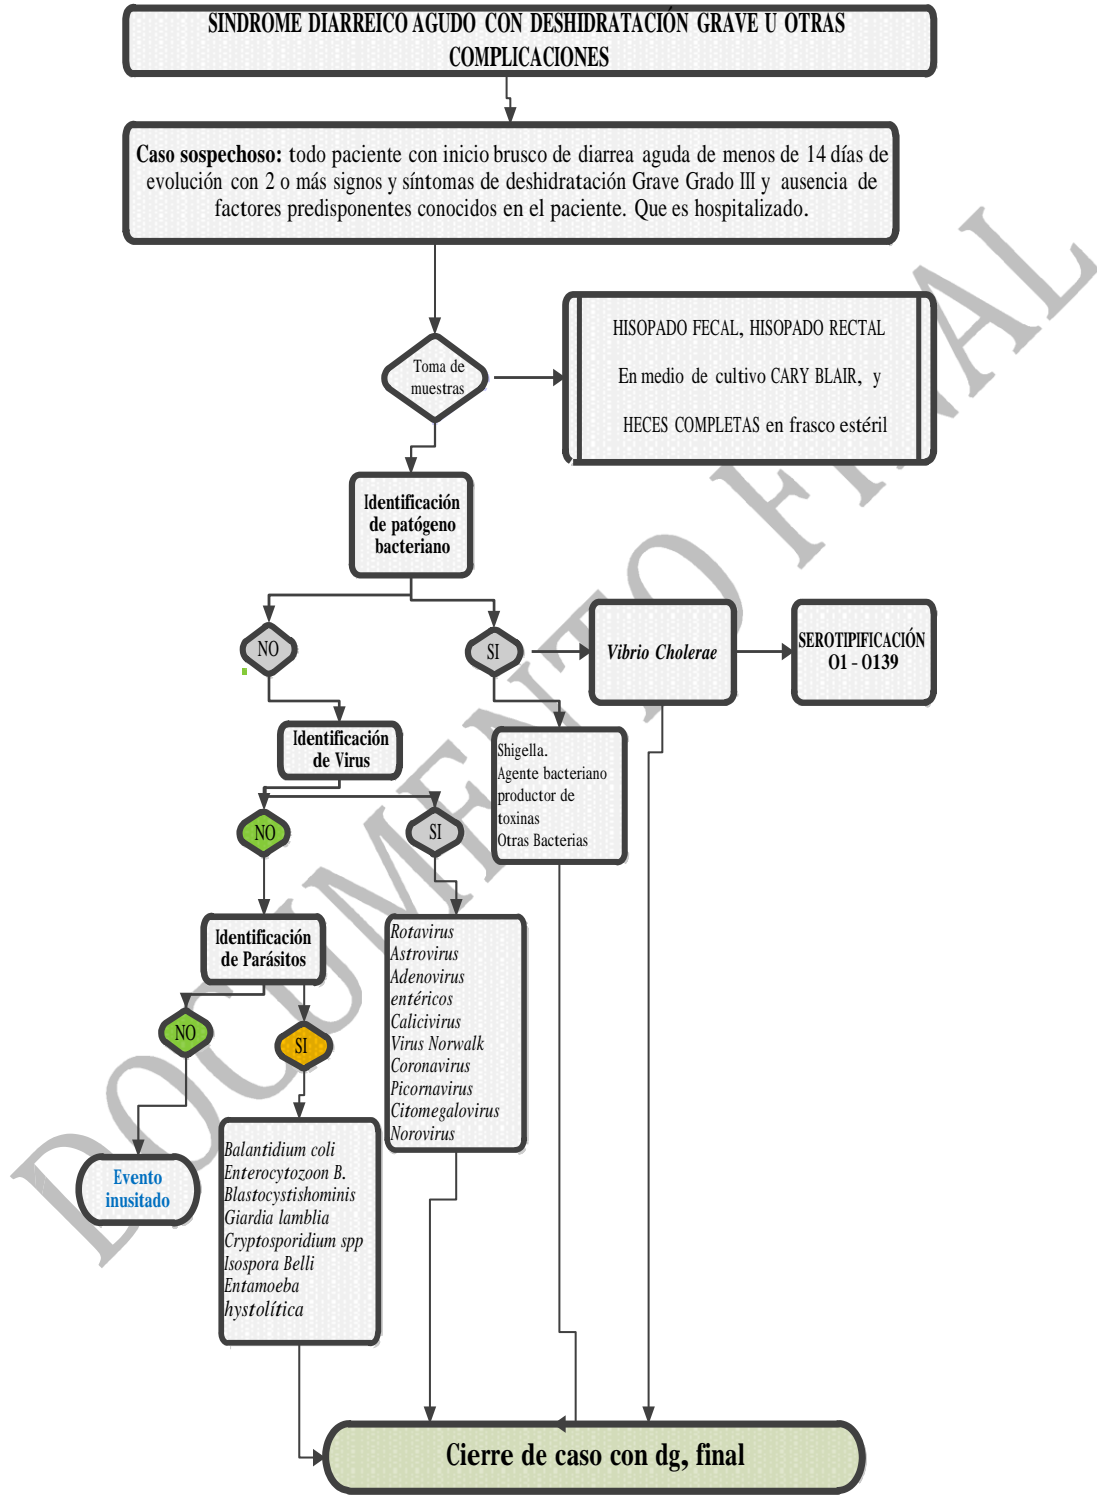 SINDROME DIARREICO AGUDO CON DESHIDRATACIÓN GRAVE U OTRAS
COMPLICACIONES
Caso sospechoso: todo paciente con inicio brusco de diarrea aguda de menos de 14 días de
evolución con 2 o más signos y síntomas de deshidratación Grave Grado III y ausencia de
factores predisponentes conocidos en el paciente. Que es hospitalizado.
Toma de
muestras
HISOPADO FECAL, HISOPADO RECTAL
En medio de cultivo CARY BLAIR, y
HECES COMPLETAS en frasco estéril
Identificación
de patógeno
bacteriano
NO
SI
Vibrio Cholerae
SEROTIPIFICACIÓN
O1 - O139
Identificación
de Virus
Shigella.
Agente bacteriano
productor de
toxinas
Otras Bacterias
NO
SI
Identificación
de Parásitos
Rotavirus
Astrovirus
Adenovirus
entéricos
Calicivirus
Virus Norwalk
Coronavirus
Picornavirus
Citomegalovirus
Norovirus
NO
SI
Evento
inusitado
Balantidium coli
Enterocytozoon B.
Blastocystishominis
Giardia lamblia
Cryptosporidium spp
Isospora Belli
Entamoeba
hystolítica
Cierre de caso con dg, final
DOCUMENTO FINAL